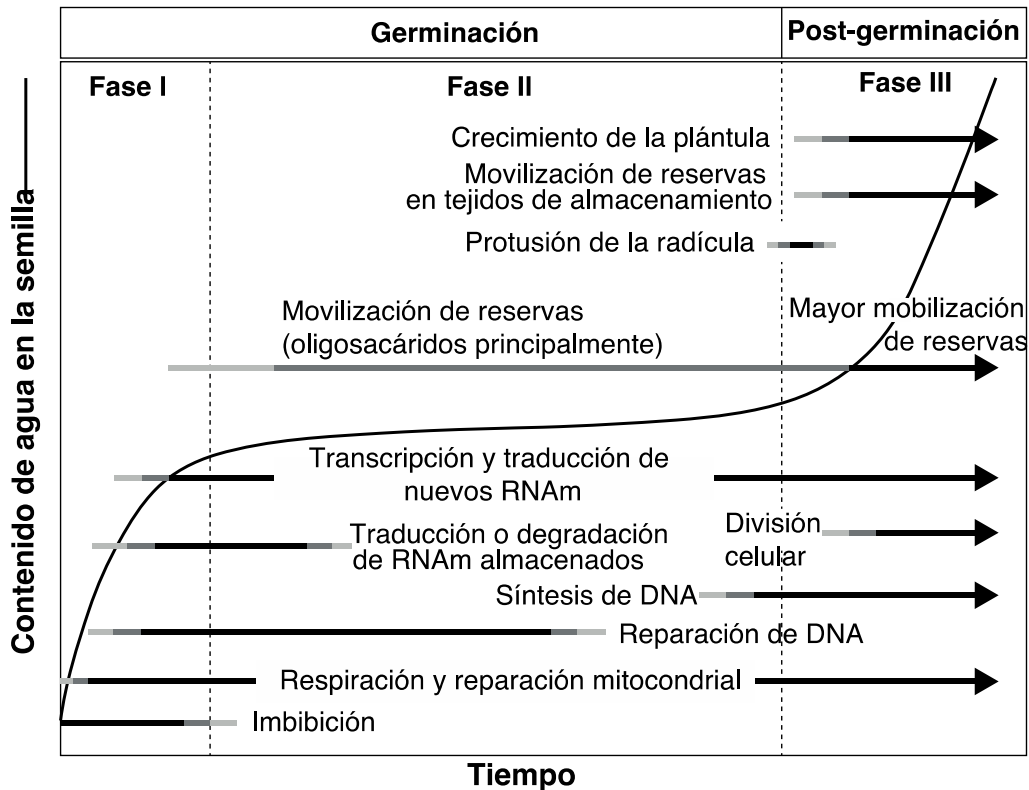 Germinación
Post-germinación
Fase I
Fase II
Fase III
Crecimiento de la plántula
Movilización de reservas
en tejidos de almacenamiento
Protusión de la radícula
Movilización de reservas
(oligosacáridos principalmente)
Mayor mobilización
de reservas
Transcripción y traducción de
nuevos RNAm
Traducción o degradación
de RNAm almacenados
División
celular
Síntesis de DNA
Reparación de DNA
Respiración y reparación mitocondrial
Imbibición
Contenido de agua en la semilla
Tiempo